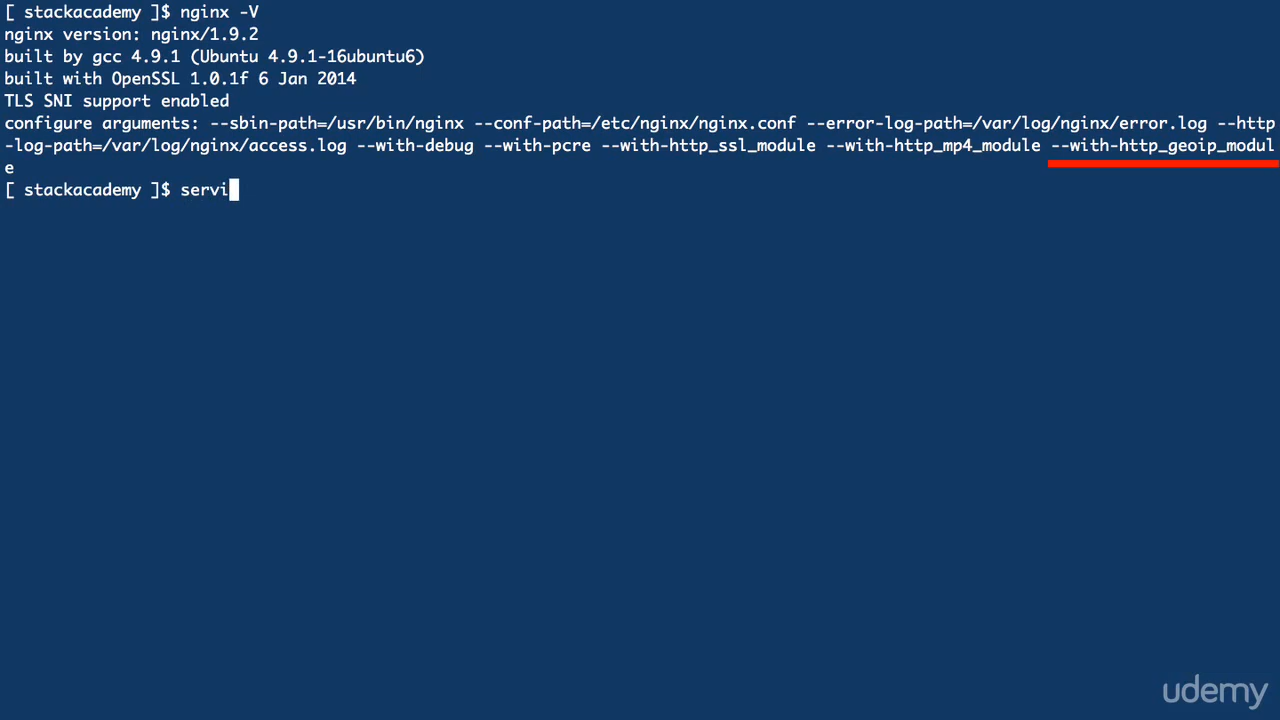 [ stackacademy ]$ nginx -V
nginx version: nginx/1.9.2
built by gcc 4.9.1 (Ubuntu 4.9.1-16ubuntu6)
built with OpenSSL 1.0.1f 6 Jan 2014
TLS SNI support enabled
configure arguments: --sbin-path=/usr/bin/nginx --conf-path=/etc/nginx/nginx.conf --error-log-path=/var/log/nginx/error.log --http
-log-path=/var/log/nginx/access.log --with-debug --with-pcre --with-http_ssl_module --with-http_mp4_module --with-http_geoip_modul
e
[ stackacademy ]$ servi
udemy